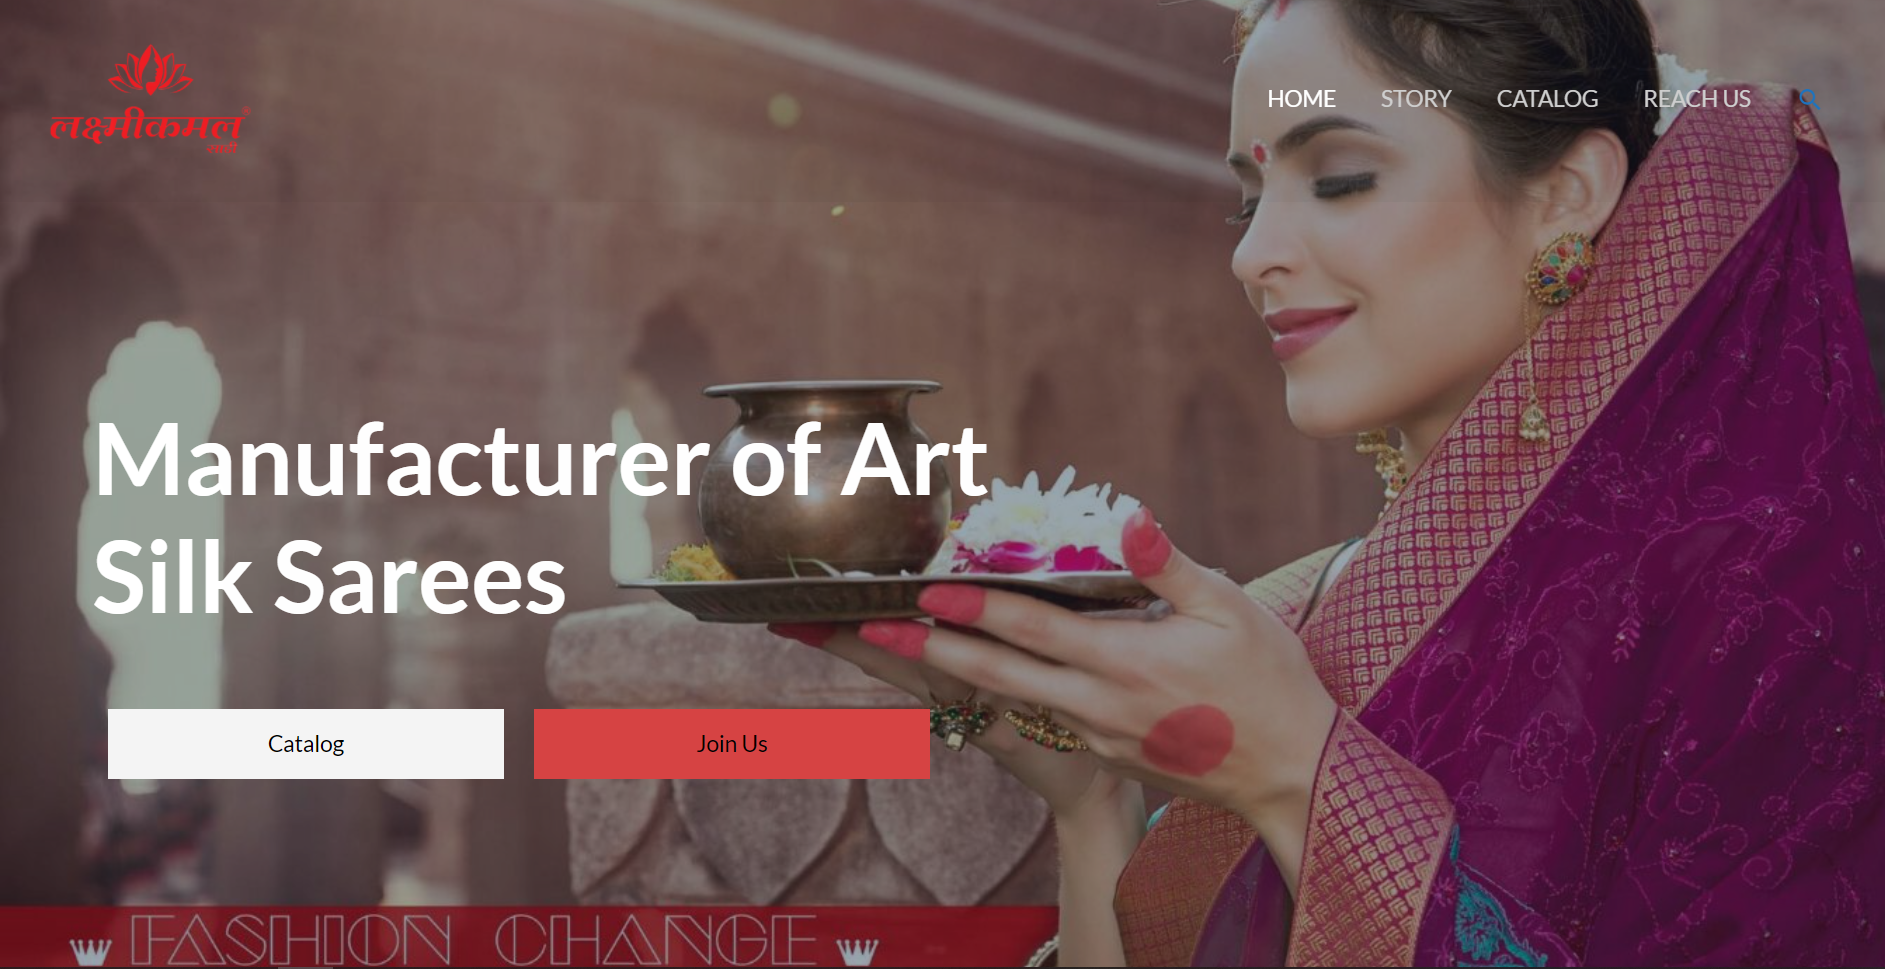 लक्ष्मीकमल®
साडी
HOME STORY CATALOG REACH US
Manufacturer of Art
Silk Sarees
Catalog
Join Us
FASHION CHANGE